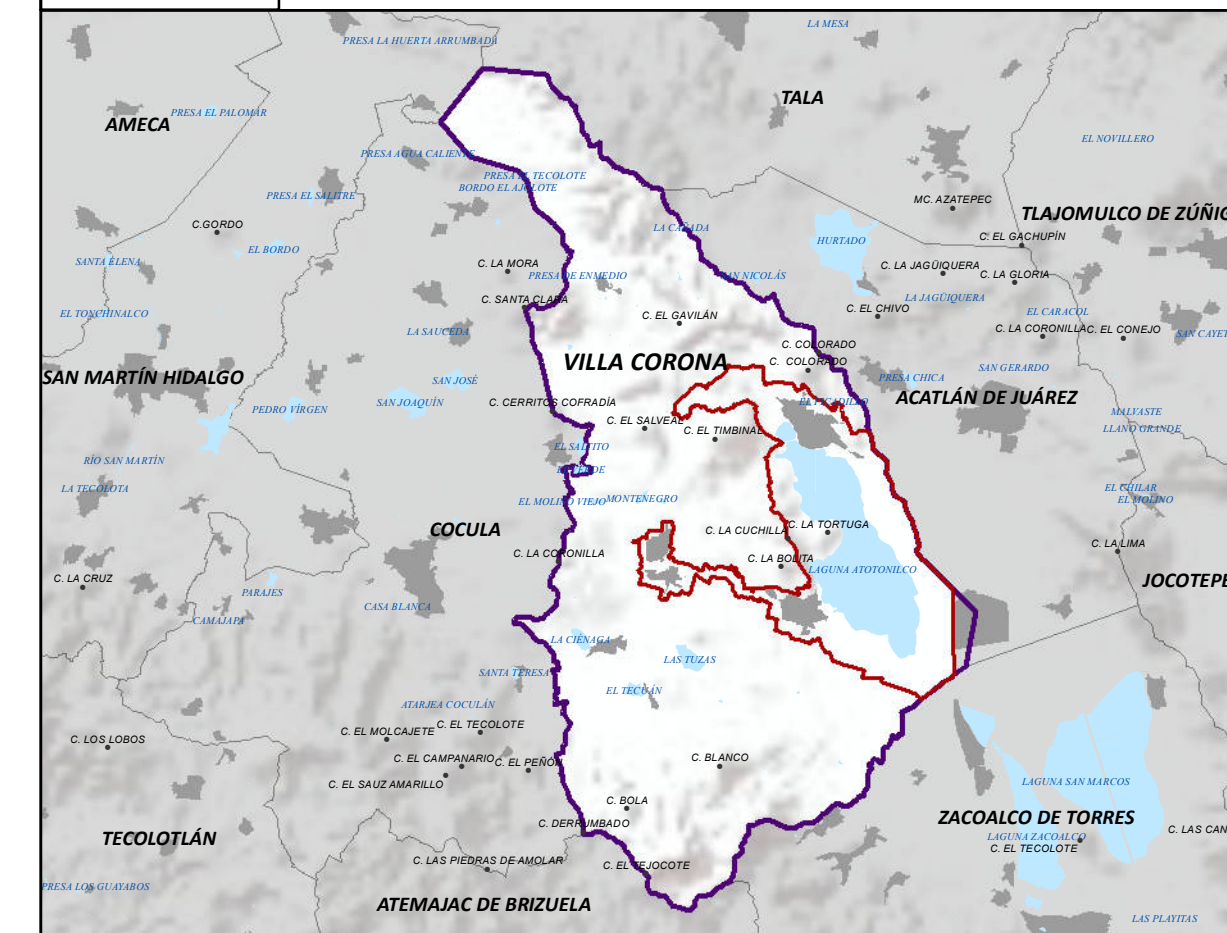 LA MESA
PRESA LA HUERTA ARRUMBADA
TALA
PRESA EL PALOMAR
AMECA
EL NOVILLERO
PRESA AGUA CALIENTE
PRESA EL TECOLOTE
BORDO EL AJOLOTE
PRESA EL SALITRE
MC. AZATEPEC
TLAJOMULCO DE ZÚÑIG
C.GORDO
LA CAÑADA
HURTADO
C. EL GACHUPÍN
EL BORDO
SANTA ELENA
C. LA MORA
PRESA DE ENMEDIO
SAN NICOLÁS
C. LA JAGÜIQUERA
C. LA GLORIA
C. SANTA CLARA
LA JAGÜIQUERA
EL TONCHINALCO
C. EL GAVILÁN
C. EL CHIVO
EL CARACOL
LA SAUCEDA
C. LA CORONILLA
C. EL CONEJO
SAN CAYET
C. COLORADO
VILLA CORONA
C. COLORADO
SAN GERARDO
SAN MARTÍN HIDALGO
SAN JOSÉ
PRESA CHICA
SAN JOAQUÍN
C. CERRITOS COFRADÍA
EL PICADILLO
ACATLÁN DE JUÁREZ
PEDRO VIRGEN
MALVASTE
C. EL SALVEAL
C. EL TIMBINAL
LLANO GRANDE
EL SALTITO
RÍO SAN MARTÍN
LA TECOLOTA
EL CHILAR
EL MOLINO VIEJO
MONTENEGRO
EL MOLINO
COCULA
C. LA CUCHILLA
C. LA TORTUGA
C. LA CORONILLA
C. LA LIMA
C. LA BOLITA
LAGUNA ATOTONILCO
C. LA CRUZ
JOCOTEPE
PARAJES
CASA BLANCA
CAMAJAPA
LA CIÉNAGA
LAS TUZAS
SANTA TERESA
EL TECUÁN
ATARJEA COCULÁN
C. EL TECOLOTE
C. EL MOLCAJETE
C. LOS LOBOS
C. EL CAMPANARIO
C. EL PEÑÓN
C. BLANCO
C. EL SAUZ AMARILLO
LAGUNA SAN MARCOS
C. BOLA
ZACOALCO DE TORRES
C. DERRUMBADO
C. LAS CAN
TECOLOTLÁN
LAGUNA ZACOALCO
C. EL TECOLOTE
C. LAS PIEDRAS DE AMOLAR
C. EL TEJOCOTE
PRESA LOS GUAYABOS
ATEMAJAC DE BRIZUELA
LAS PLAYITAS